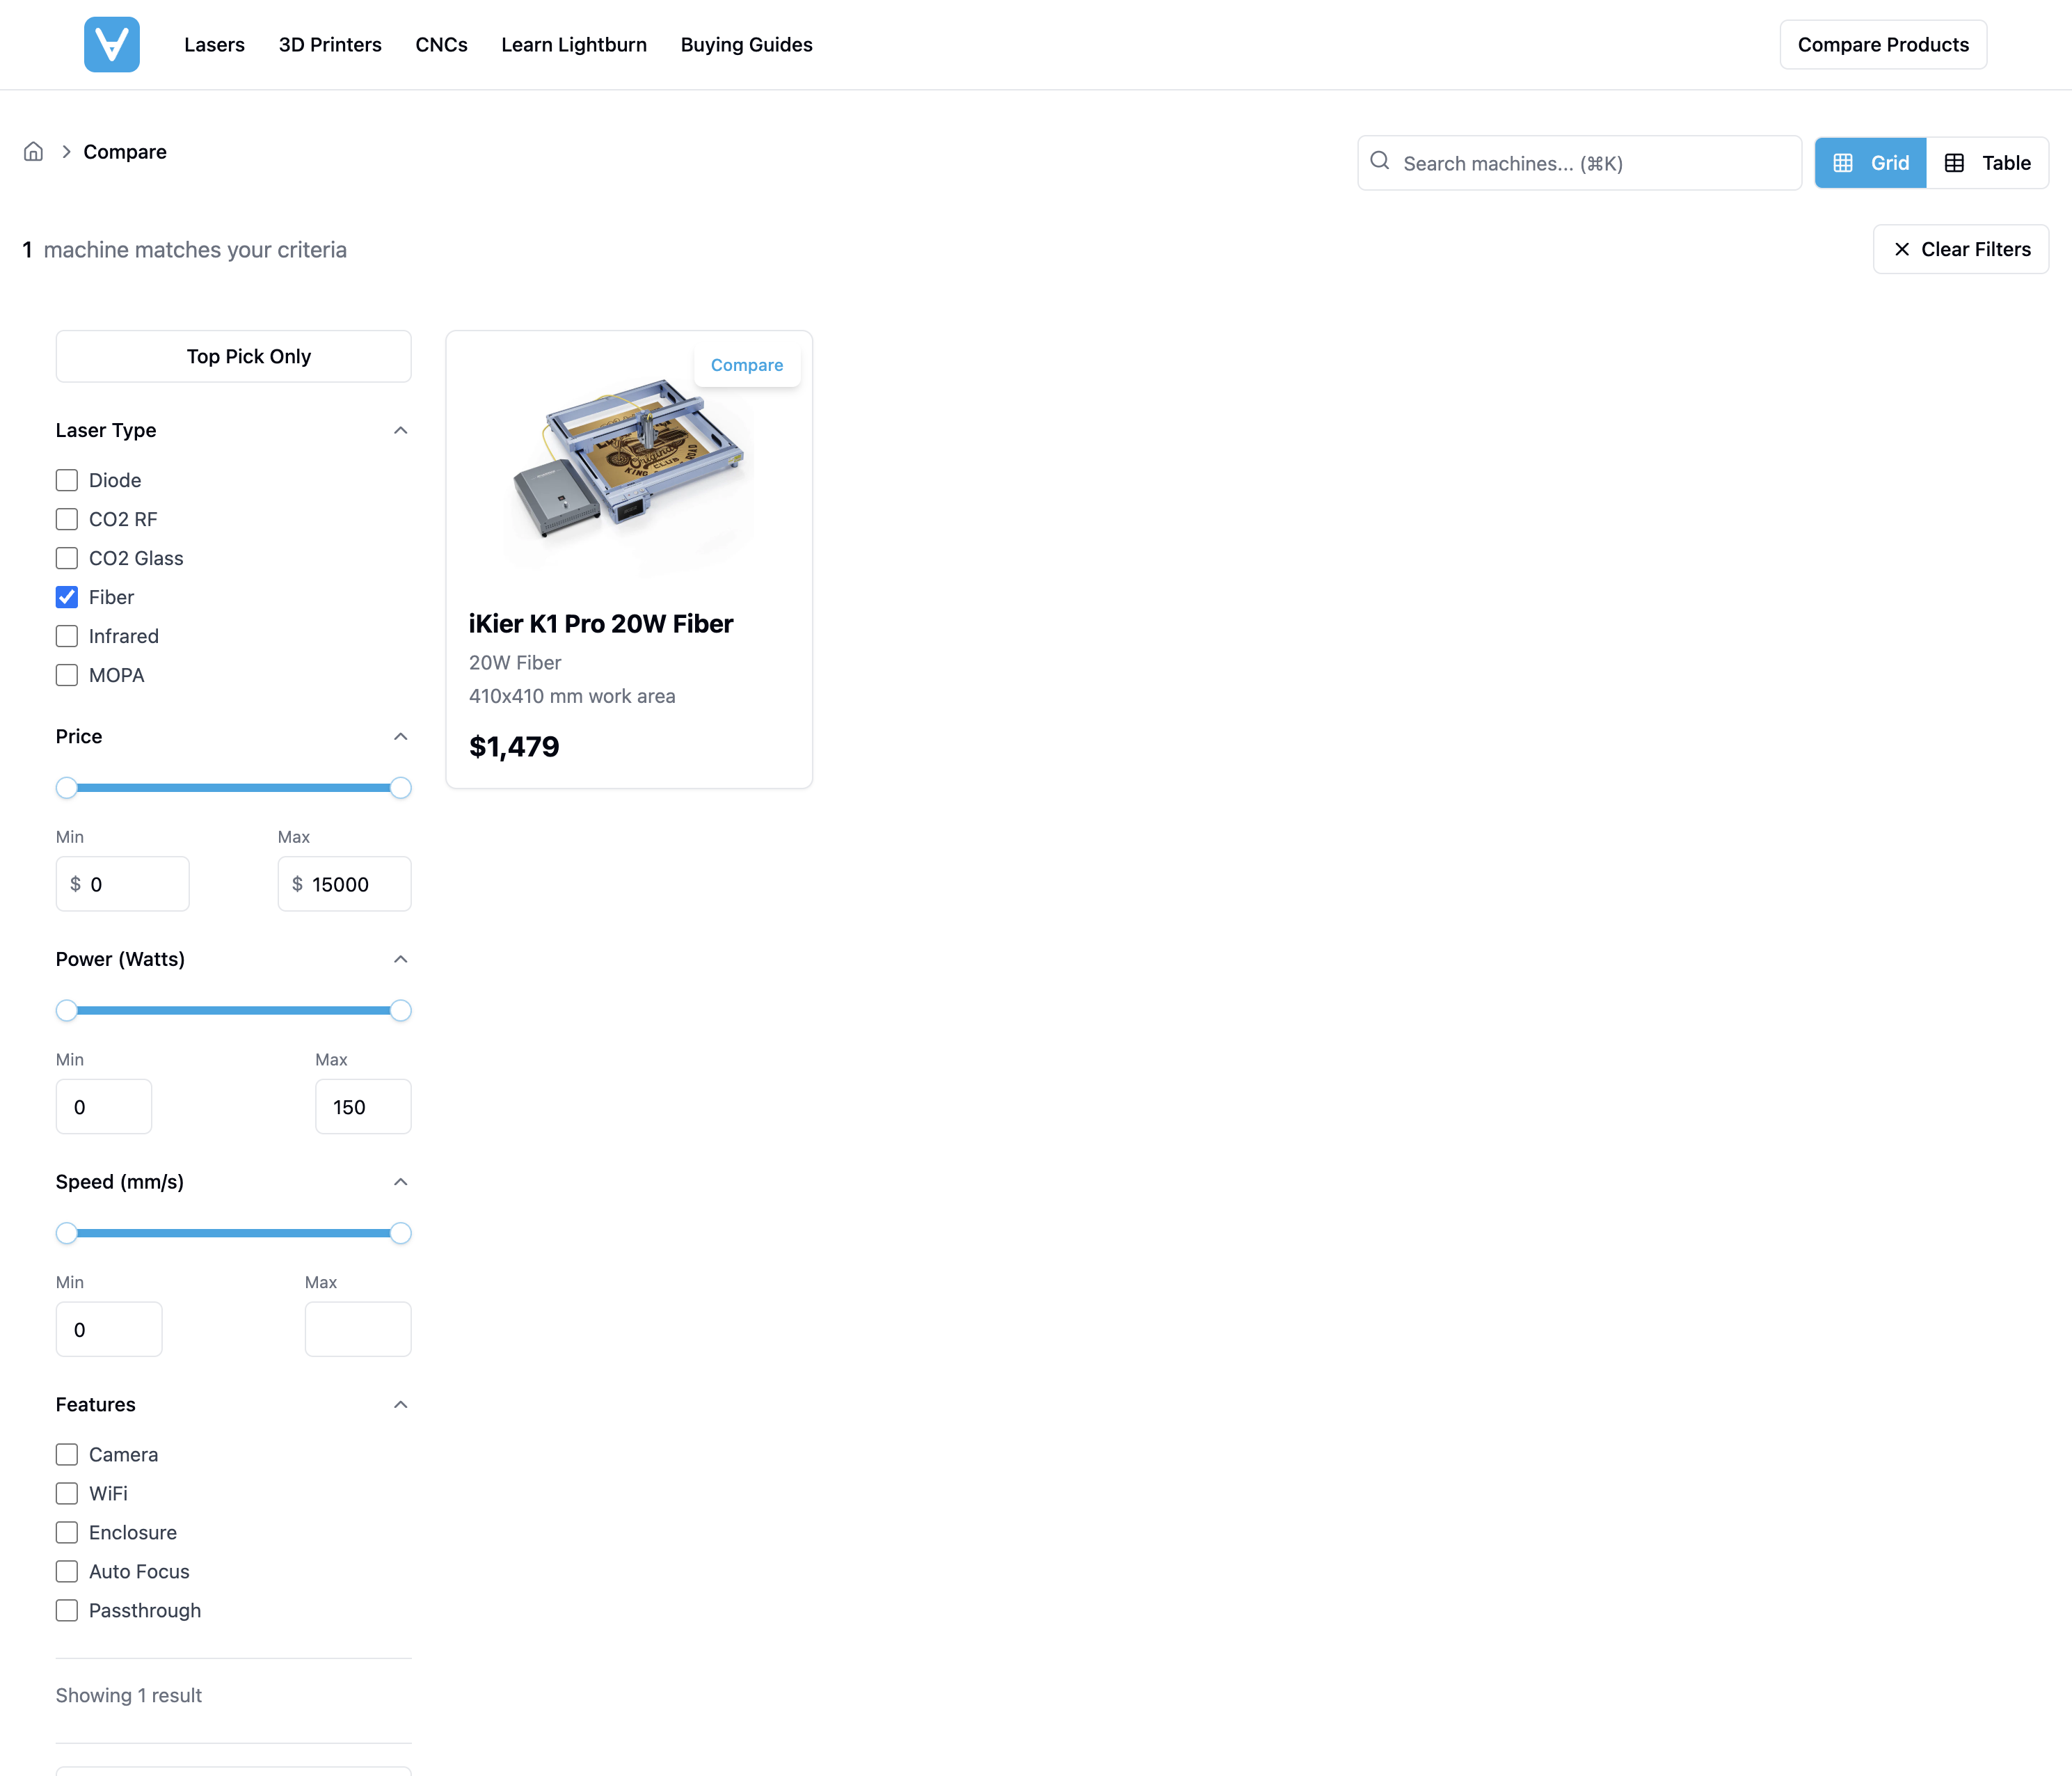 Lasers
3D Printers
CNCs
Learn Lightburn
Buying Guides
Compare Products
Compare
Search machines... (⌘K)
Grid
Table
1 machine matches your criteria
Clear Filters
Top Pick Only
Laser Type
Diode
CO2 RF
CO2 Glass
Fiber
Infrared
MOPA
Price
Min
Max
$ 0
$ 15000
Power (Watts)
Min
Max
0
150
Speed (mm/s)
Min
Max
0
Features
Camera
WiFi
Enclosure
Auto Focus
Passthrough
Showing 1 result
Compare
Original
KING CLUB
iKier K1 Pro 20W Fiber
20W Fiber
410x410 mm work area
$1,479